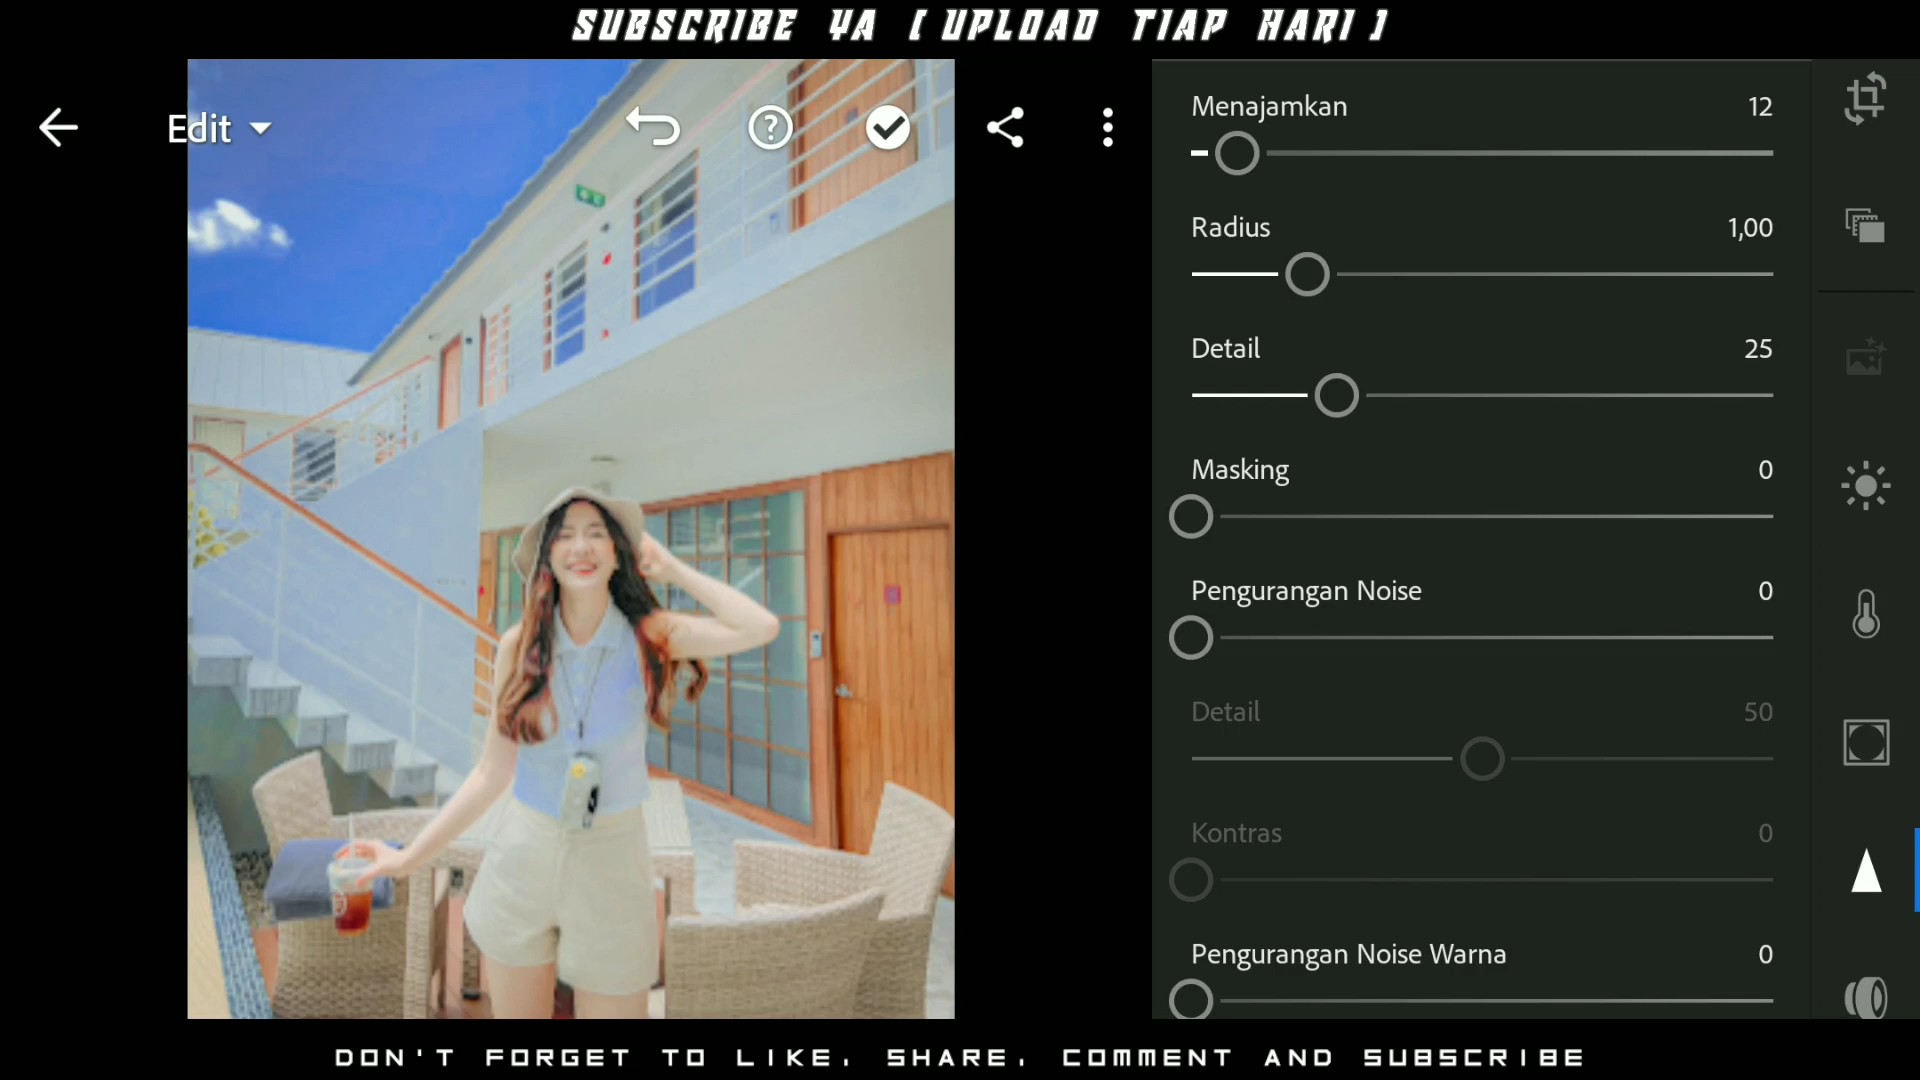 SUBSCRIBE YA [ UPLOAD TIAP HARI ]
Edit
Menajamkan 12
Radius 1,00
Detail 25
Masking 0
Pengurangan Noise 0
Detail 50
Kontras 0
Pengurangan Noise Warna 0
DON'T FORGET TO LIKE, SHARE, COMMENT AND SUBSCRIBE